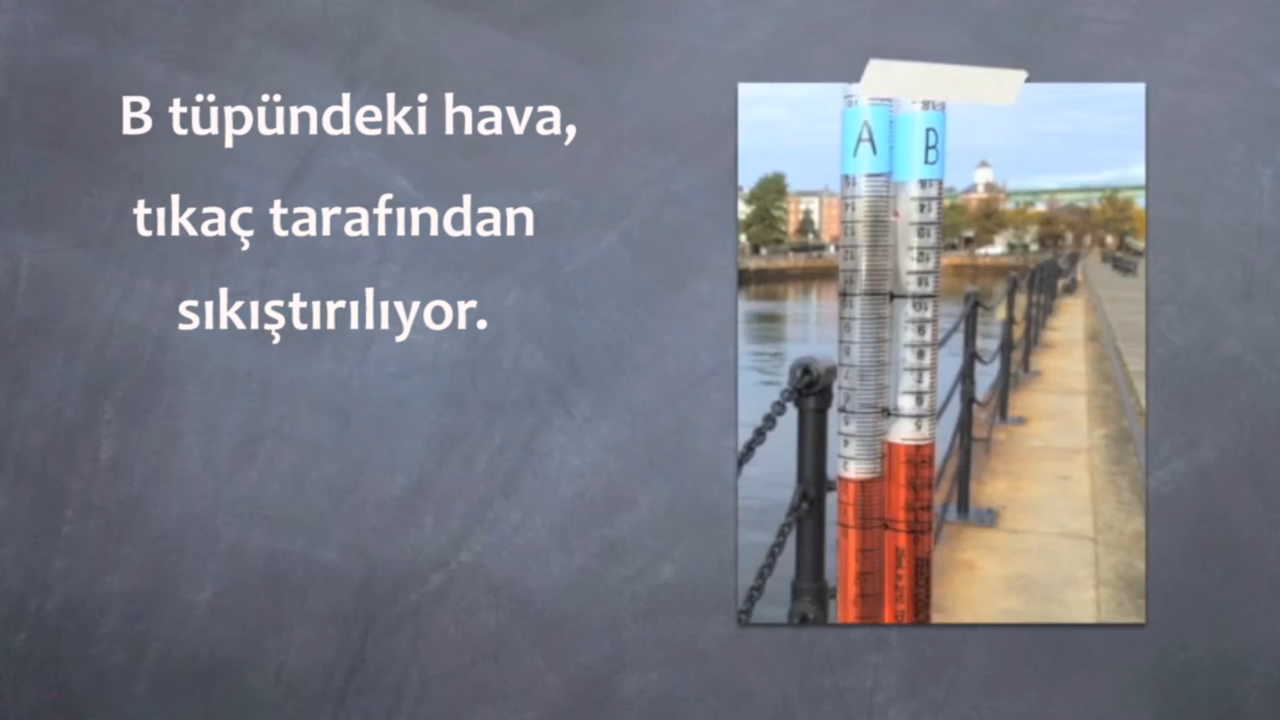 B tüpündeki hava,
tıkaç tarafından
sıkıştırılıyor.
A
B